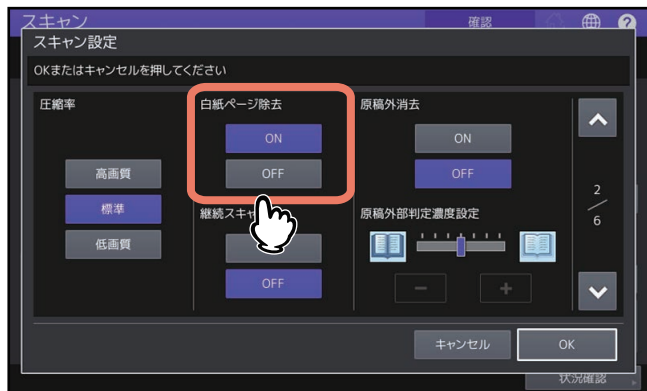 スキャン
確認
スキャン設定
OKまたはキャンセルを押してください
圧縮率
高画質
標準
低画質
白紙ページ除去
ON
OFF
継続スキャ
OFF
原稿外消去
ON
OFF
原稿外部判定濃度設定
2
6
キャンセル
OK
状況確認